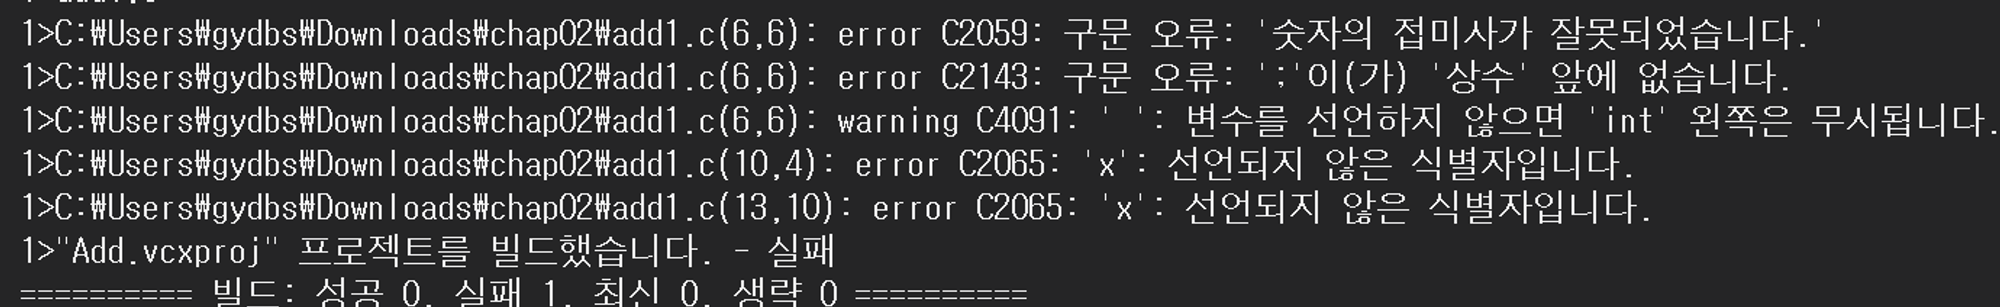 1>C:₩Users₩gydbs₩Downloads₩chap02₩add1.c(6,6): error C2059: 구문 오류: '숫자의 접미사가 잘못되었습니다.'
1>C:₩Users₩gydbs₩Downloads₩chap02₩add1.c(6,6): error C2143: 구문 오류: ';'이(가) '상수' 앞에 없습니다.
1>C:₩Users₩gydbs₩Downloads₩chap02₩add1.c(6,6): warning C4091: ' ': 변수를 선언하지 않으면 'int' 왼쪽은 무시됩니다.
1>C:₩Users₩gydbs₩Downloads₩chap02₩add1.c(10,4): error C2065: 'x': 선언되지 않은 식별자입니다.
1>C:₩Users₩gydbs₩Downloads₩chap02₩add1.c(13,10): error C2065: 'x': 선언되지 않은 식별자입니다.
1>"Add.vcxproj" 프로젝트를 빌드했습니다. - 실패
========== 빌드: 성공 0, 실패 1, 최신 0, 생략 0 ==========